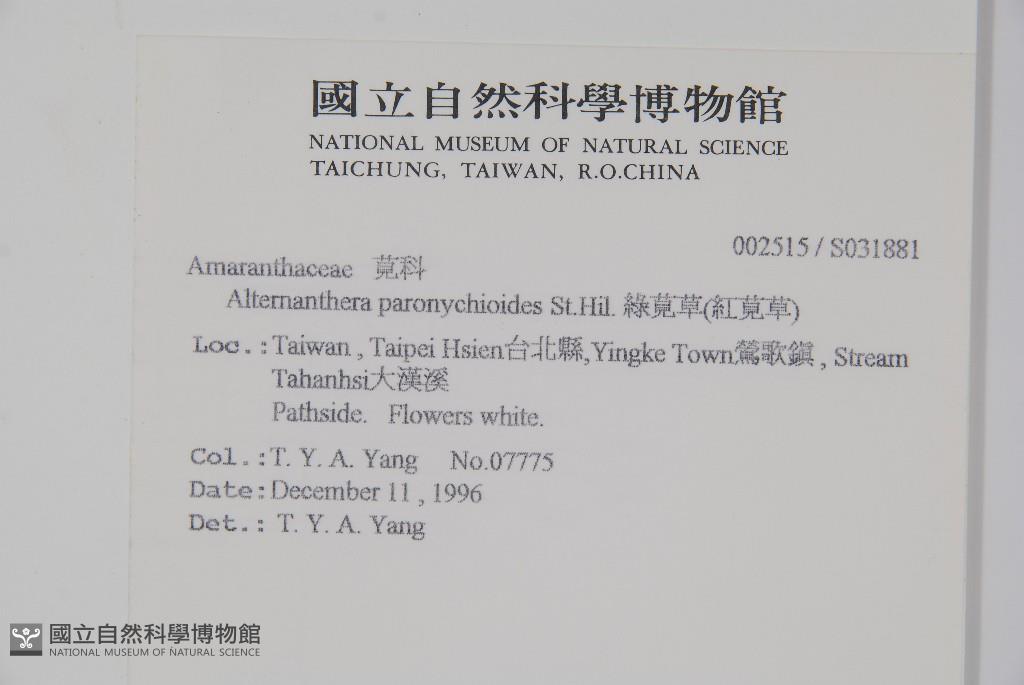 國立自然科學博物館
NATIONAL MUSEUM OF NATURAL SCIENCE
TAICHUNG, TAIWAN, R.O.CHINA
002515 / S031881
Amaranthaceae 莧科
Alternanthera paronychioides St.Hil. 綠莧草(紅莧草)
Loc.:Taiwan , Taipei Hsien台北縣,Yingke Town鶯歌鎮 , Stream
Tahanhsi大漢溪
Pathside. Flowers white.
Col.:T. Y. A. Yang No.07775
Date:December 11 , 1996
Det.: T. Y. A. Yang
國立自然科學博物館
NATIONAL MUSEUM OF NATURAL SCIENCE